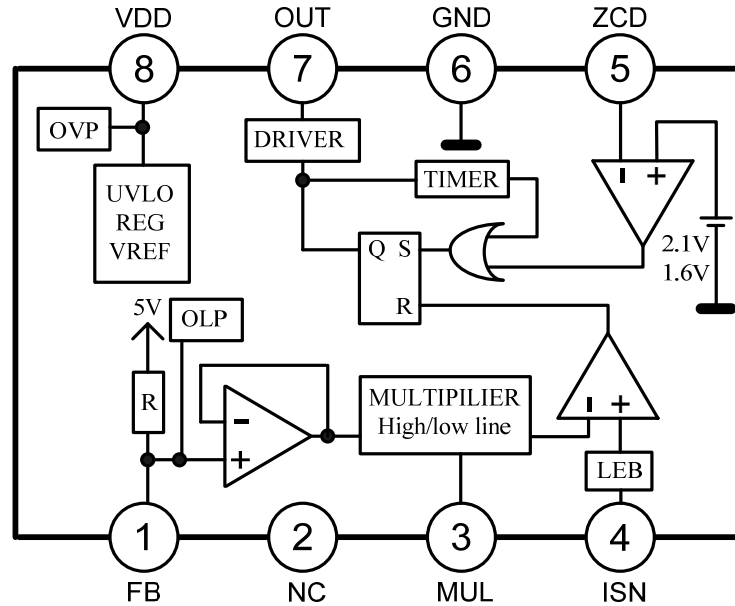 VDD OUT GND ZCD
8 7 6 5
OVP
DRIVER
UVLO
REG
VREF
TIMER
Q S
R
- +
2.1V
1.6V
5V
OLP
R
-
+
MULTIPILIER
High/low line
- +
LEB
1 2 3 4
FB NC MUL ISN